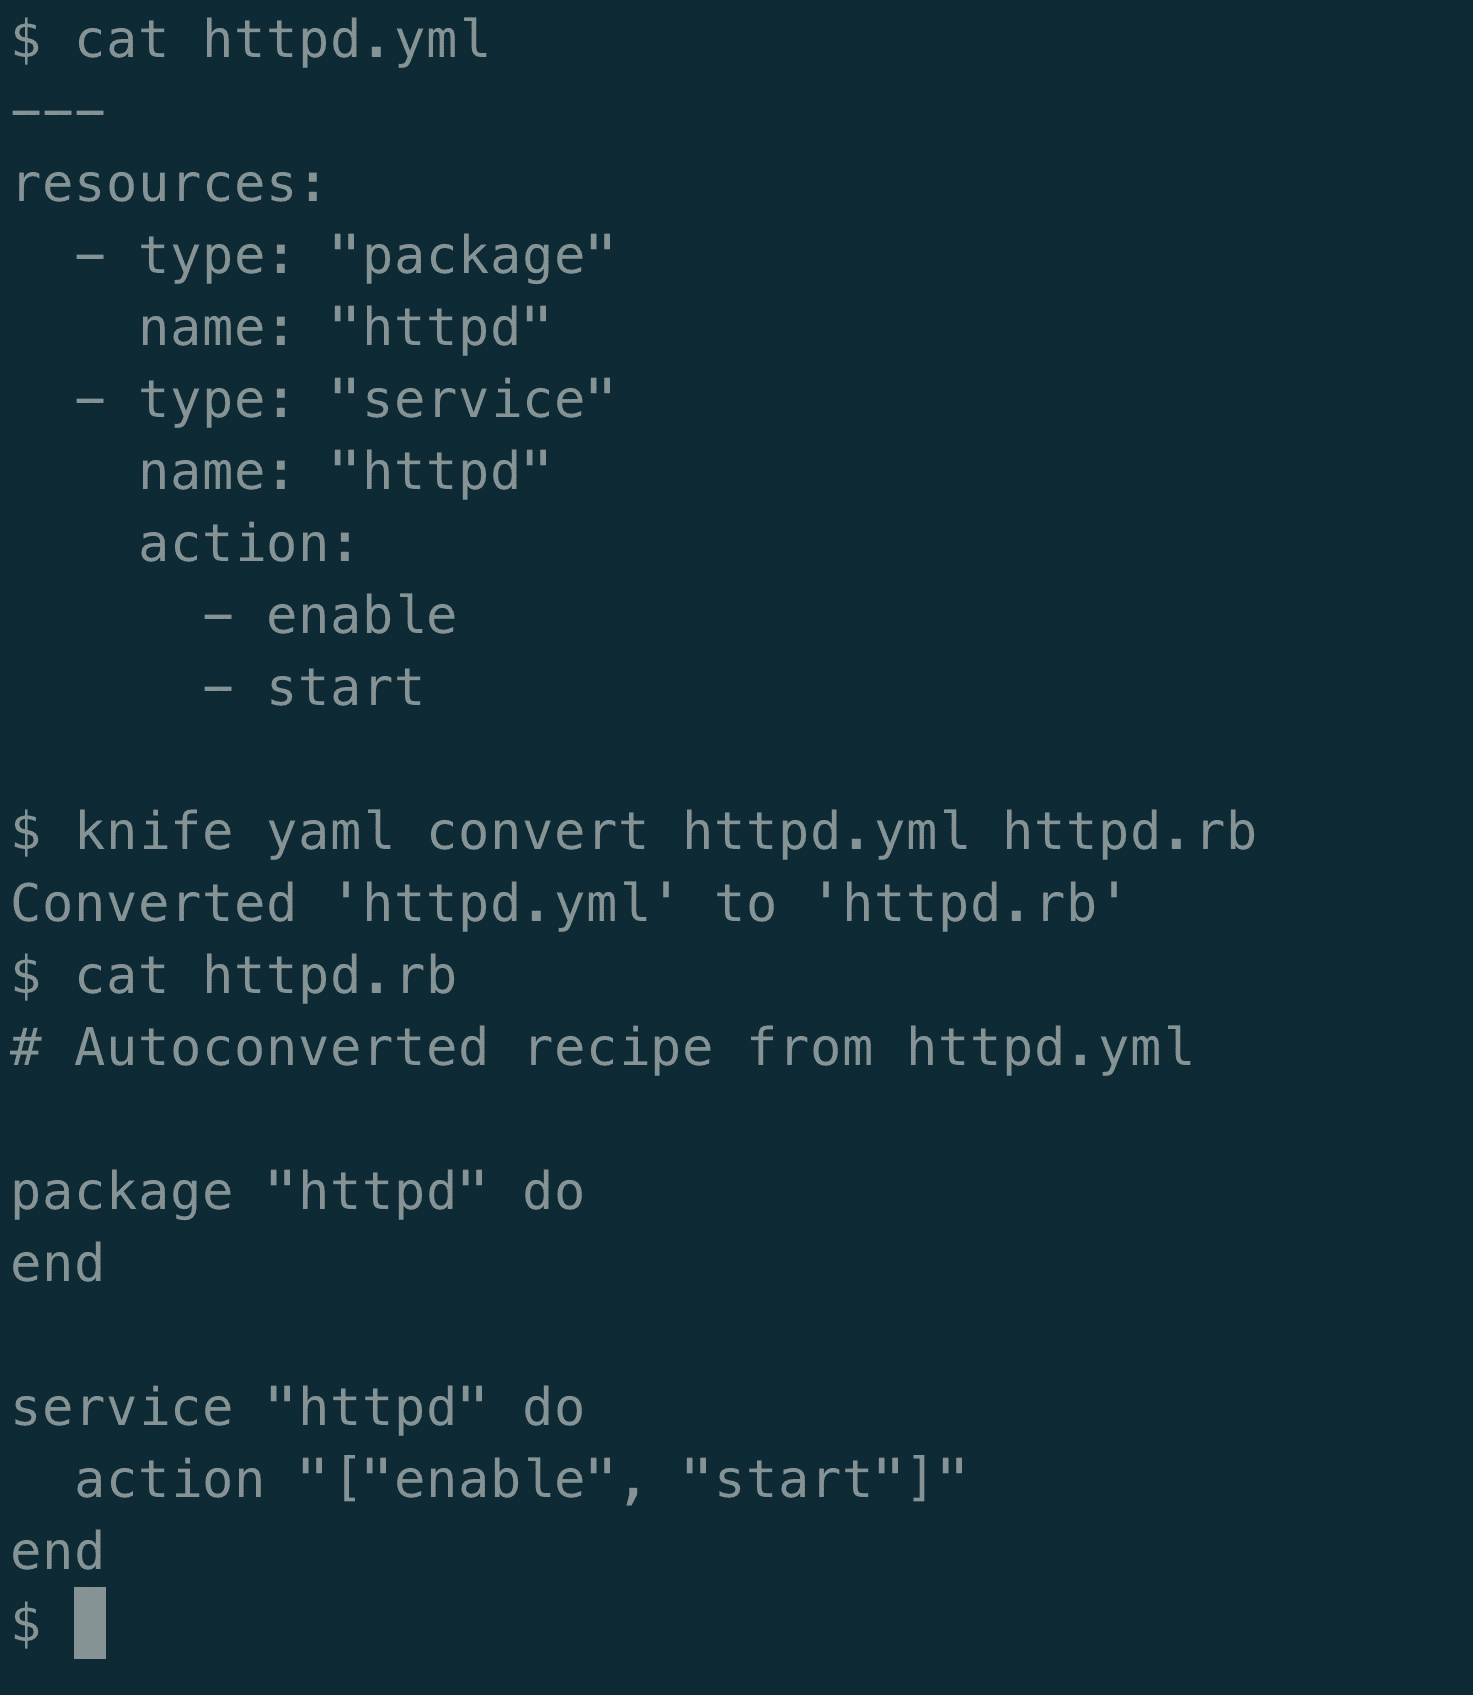 $ cat httpd.yml
---
resources:
  - type: "package"
    name: "httpd"
  - type: "service"
    name: "httpd"
    action:
      - enable
      - start

$ knife yaml convert httpd.yml httpd.rb
Converted 'httpd.yml' to 'httpd.rb'
$ cat httpd.rb
# Autoconverted recipe from httpd.yml

package "httpd" do
end

service "httpd" do
  action "["enable", "start"]"
end
$